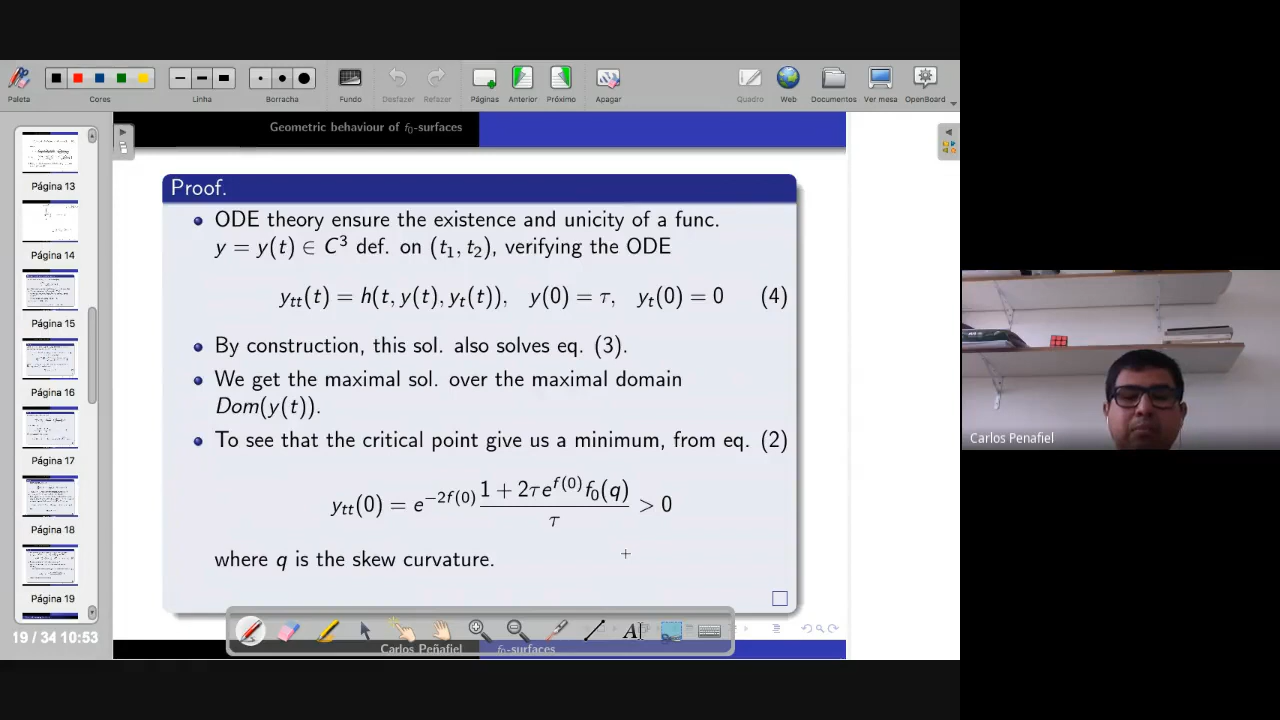 Paleta
Cores
Linha
Borracha
Fundo
Desfazer
Refazer
Páginas
Anterior
Próximo
Apagar
Quadro
Web
Documentos
Ver mesa
OpenBoard
Geometric behaviour of f₀-surfaces
Página 13
Página 14
Página 15
Página 16
Página 17
Página 18
Página 19
19 / 34 10:53
Proof.
ODE theory ensure the existence and unicity of a func.
y = y(t) ∈ C³ def. on (t₁, t₂), verifying the ODE
yₜₜ(t) = h(t, y(t), yₜ(t)), y(0) = τ, yₜ(0) = 0 (4)
By construction, this sol. also solves eq. (3).
We get the maximal sol. over the maximal domain
Dom(y(t)).
To see that the critical point give us a minimum, from eq. (2)
yₜₜ(0) = e^{-2f(0)} \frac{1 + 2τe^{f(0)}f₀(q)}{τ} > 0
where q is the skew curvature.
Carlos Peñafiel
f₀-surfaces
Carlos Penafiel